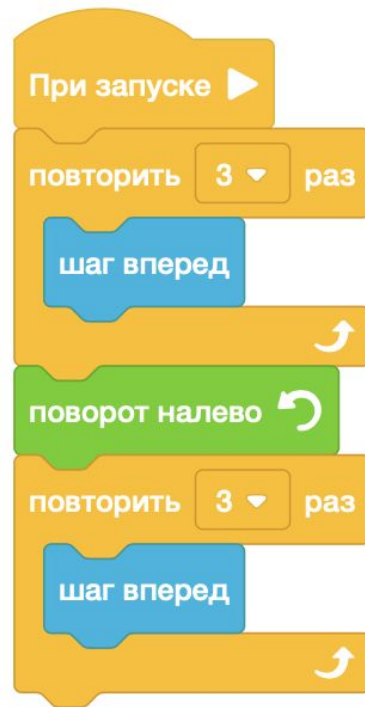 При запуске
повторить 3 раз
шаг вперед
поворот налево
повторить 3 раз
шаг вперед